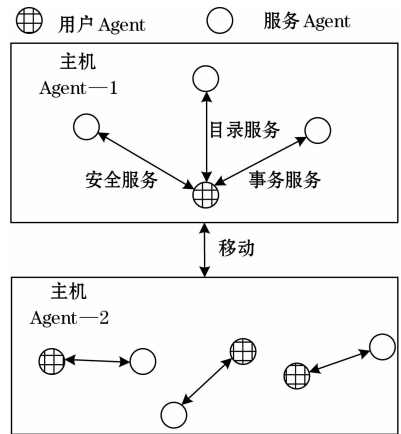 用户 Agent
服务 Agent
主机
Agent—1
目录服务
安全服务
事务服务
移动
主机
Agent—2